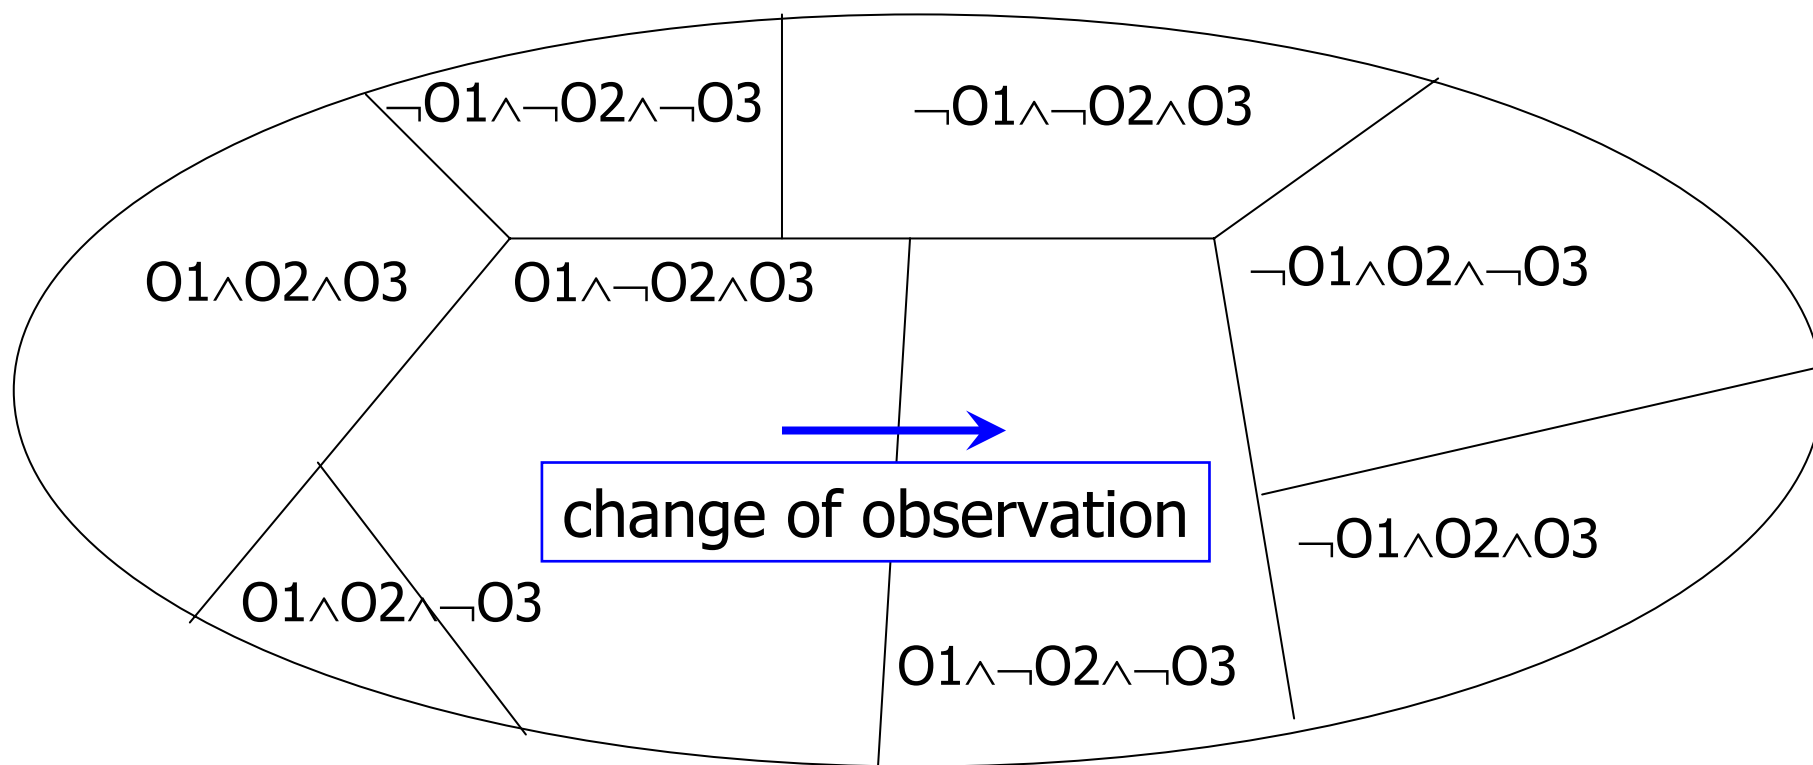 ¬O1∧¬O2∧¬O3
¬O1∧¬O2∧O3
O1∧O2∧O3
O1∧¬O2∧O3
¬O1∧O2∧¬O3
change of observation
¬O1∧O2∧O3
O1∧O2∧¬O3
O1∧¬O2∧¬O3